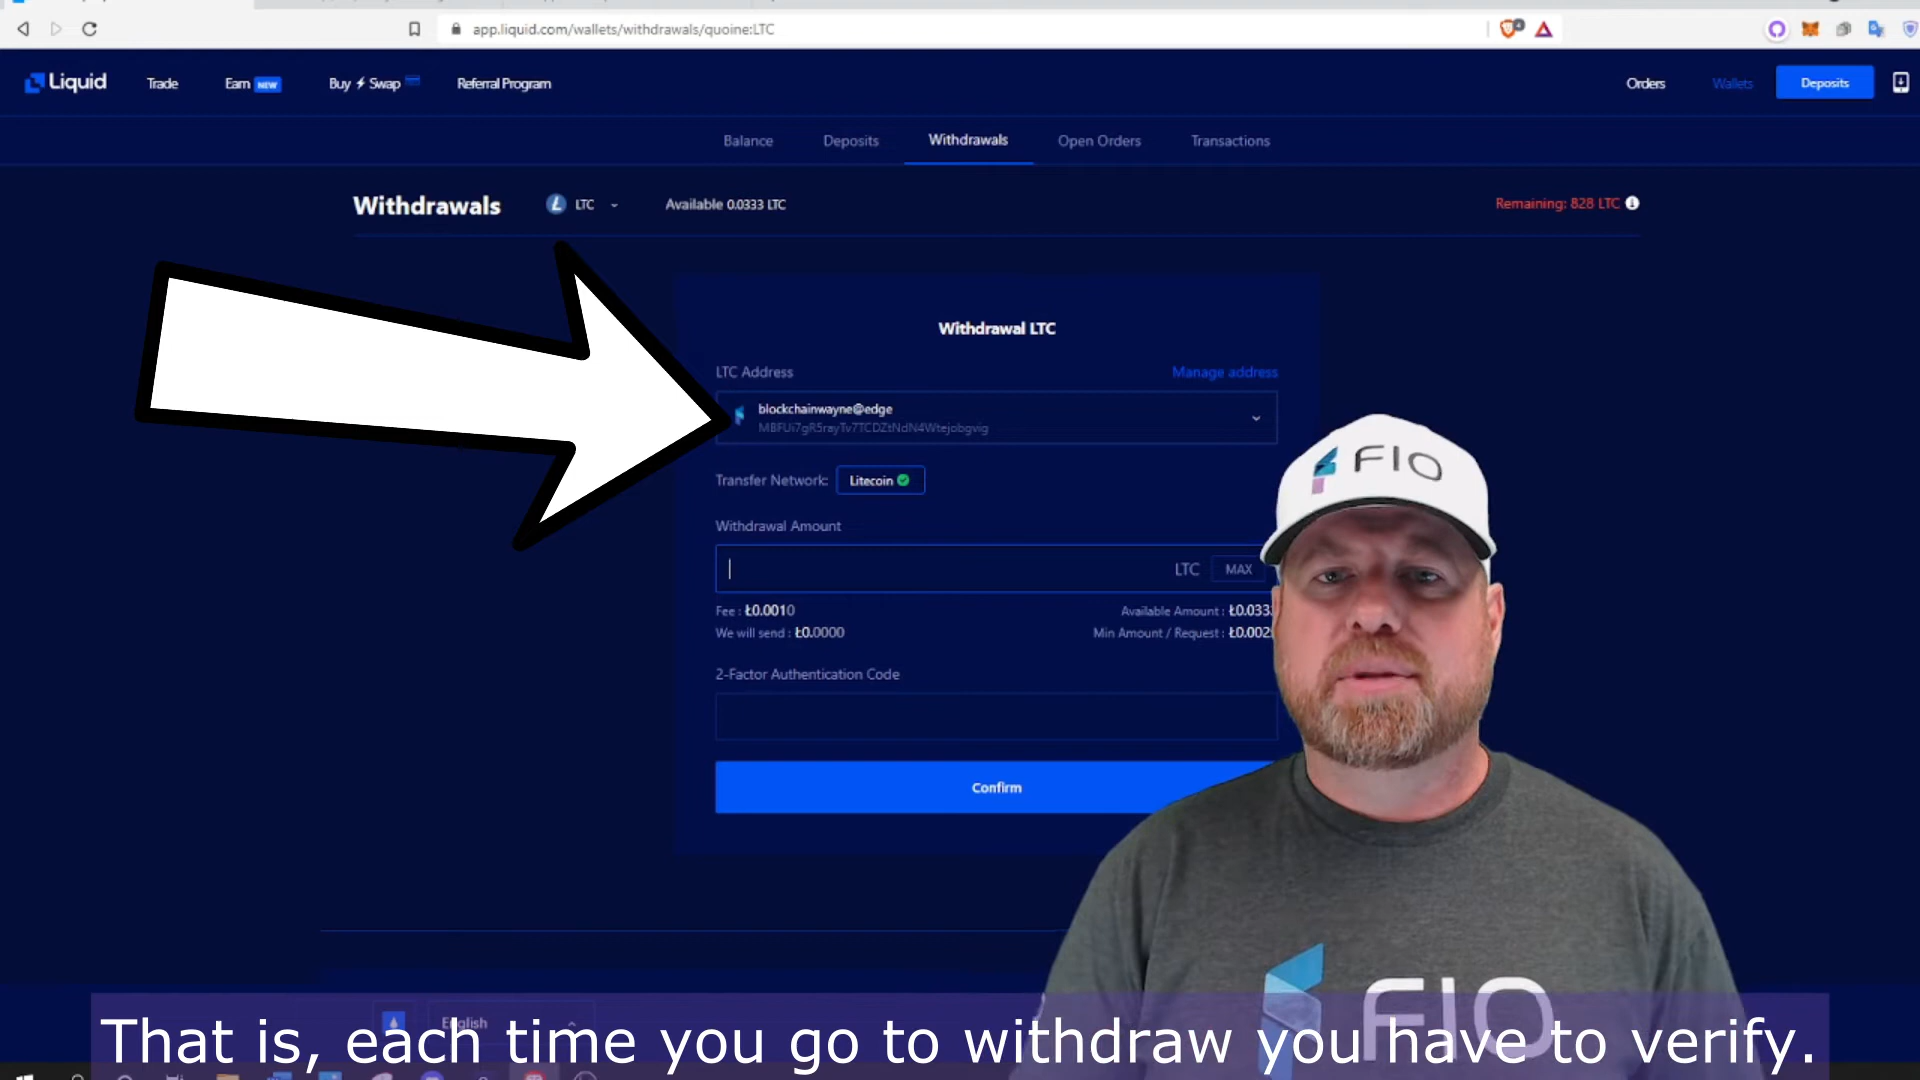 app.liquid.com/wallets/withdrawals/quoine:LTC
Liquid Trade Earn NEW Buy Swap Referral Program Orders Wallets Deposits
Balance Deposits Withdrawals Open Orders Transactions
Withdrawals LTC Available 0.0333 LTC Remaining: 828 LTC
Withdrawal LTC
LTC Address Manage address
blockchainwayne@edge
M8FUi7gR5rayTv7TCDZtNdN4Wtejobgvig
Transfer Network: Litecoin
Withdrawal Amount
LTC MAX
Fee : Ł0.0010 Available Amount : Ł0.033
We will send : Ł0.0000 Min Amount / Request : Ł0.002
2-Factor Authentication Code
Confirm
FIO
FIO
English
That is, each time you go to withdraw you have to verify.